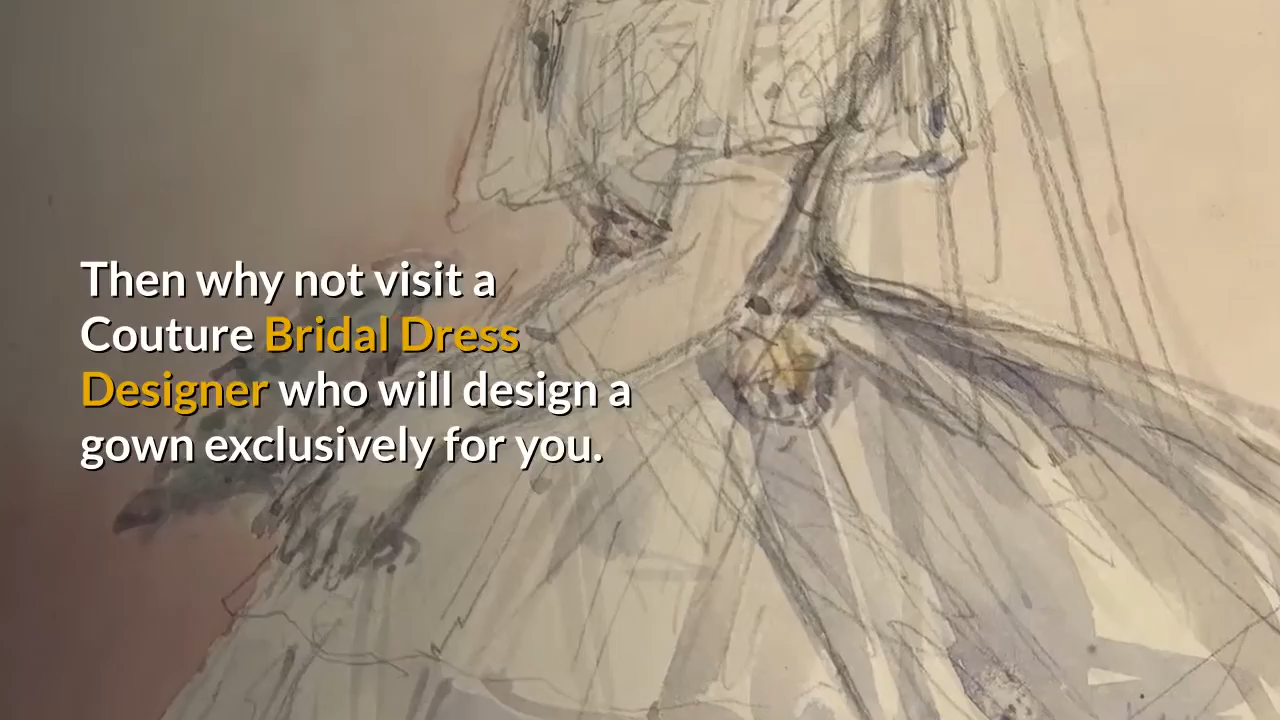 Then why not visit a
Couture Bridal Dress
Designer who will design a
gown exclusively for you.